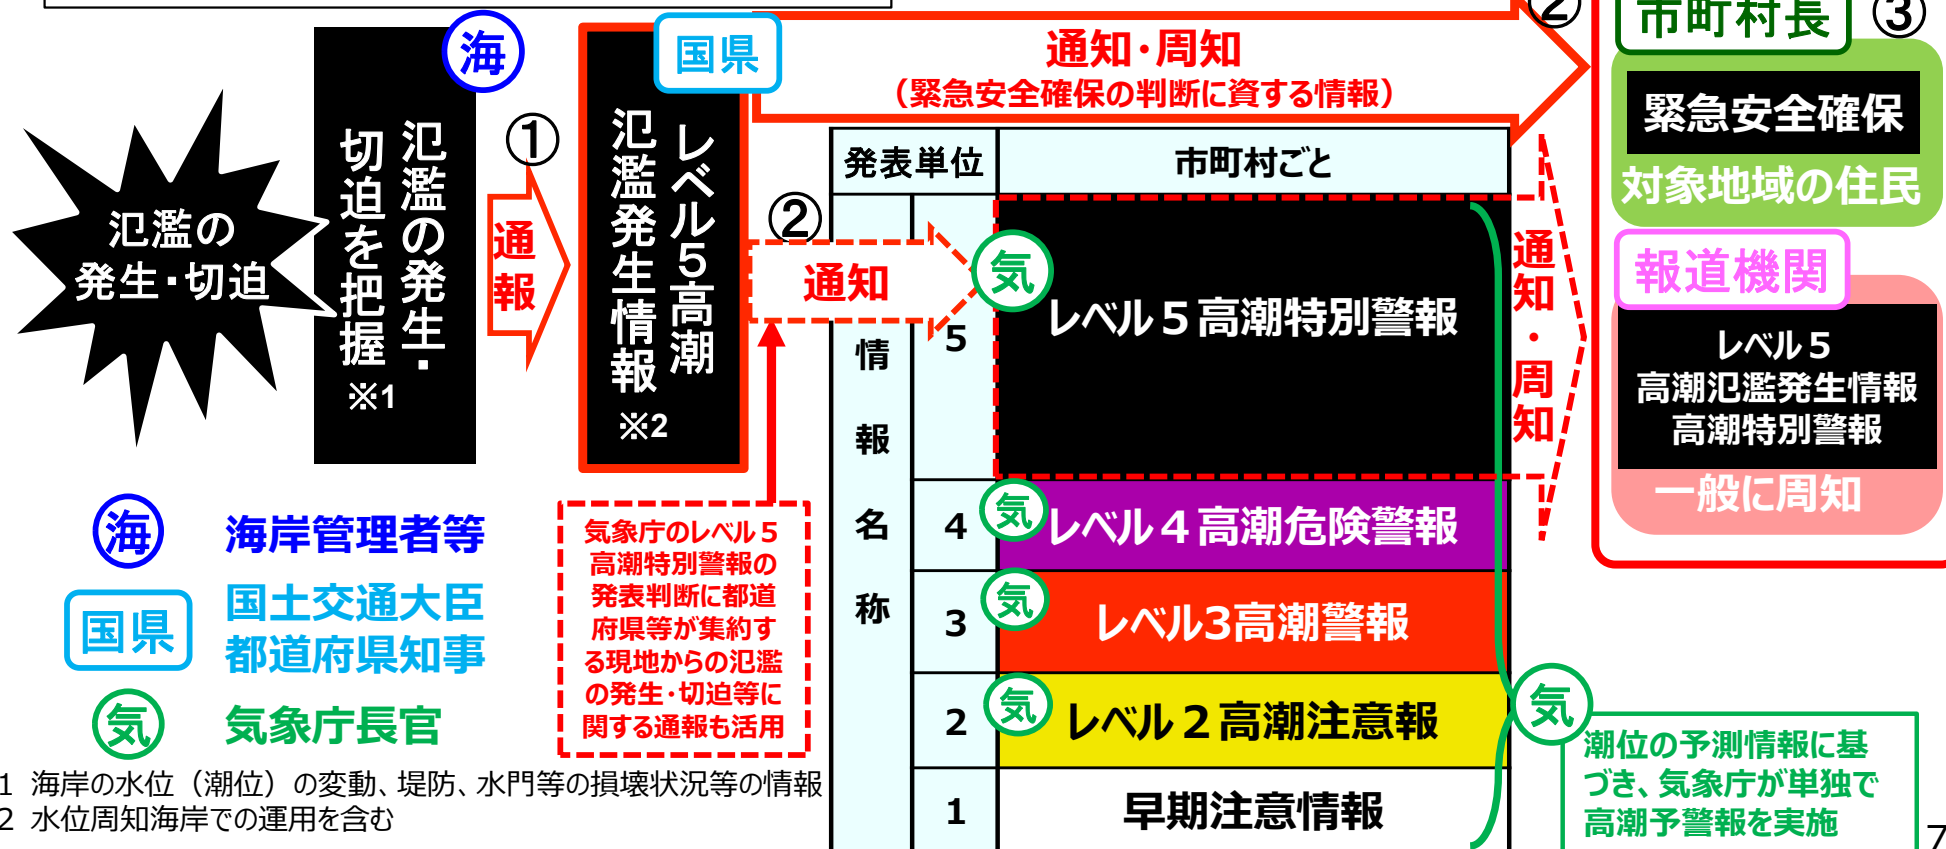 海
国県
通知・周知
（緊急安全確保の判断に資する情報）
②
市町村長
③
緊急安全確保
対象地域の住民
報道機関
レベル５
高潮氾濫発生情報
高潮特別警報
一般に周知
氾濫の
発生・切迫
氾濫の発生・
切迫を把握
※1
①
通報
レベル５高潮
氾濫発生情報
※2
②
通知
発表単位
市町村ごと
情報名称
5
気
レベル５高潮特別警報
通知・周知
4
気
レベル４高潮危険警報
3
気
レベル3高潮警報
2
気
レベル２高潮注意報
1
早期注意情報
気
潮位の予測情報に基
づき、気象庁が単独で
高潮予警報を実施
気象庁のレベル５
高潮特別警報の
発表判断に都道
府県等が集約す
る現地からの氾濫
の発生・切迫等に
関する通報も活用
海
海岸管理者等
国県
国土交通大臣
都道府県知事
気
気象庁長官
1 海岸の水位（潮位）の変動、堤防、水門等の損壊状況等の情報
2 水位周知海岸での運用を含む
7